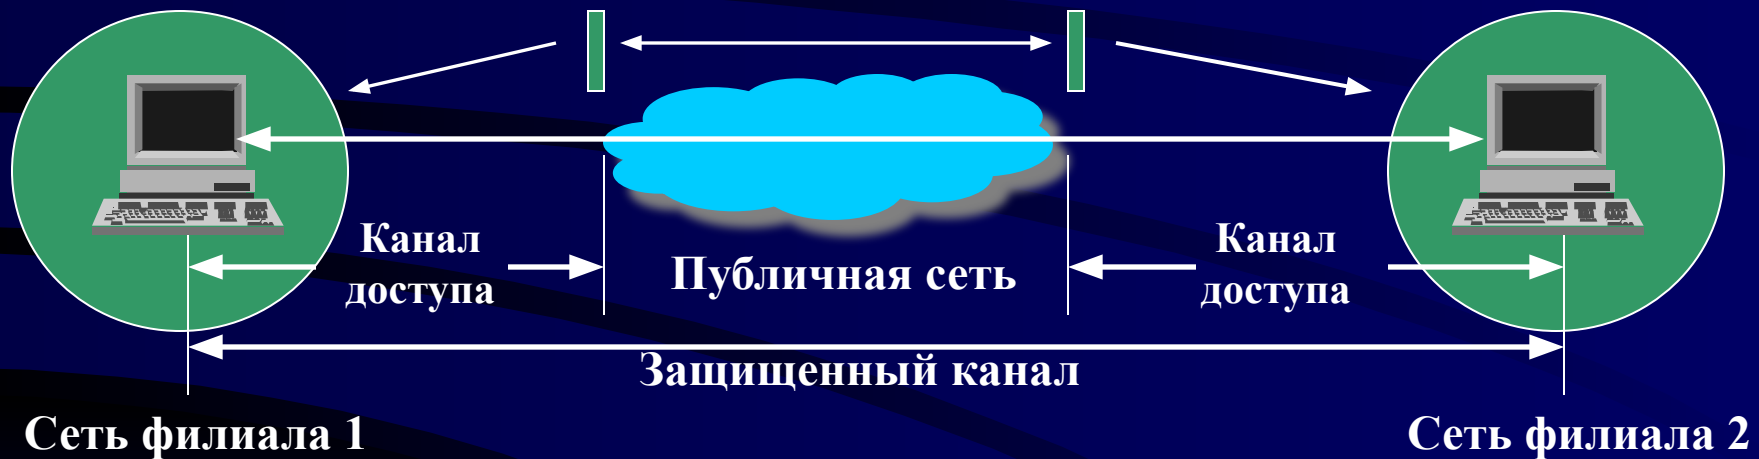 Канал
доступа
Публичная сеть
Канал
доступа
Защищенный канал
Сеть филиала 1
Сеть филиала 2